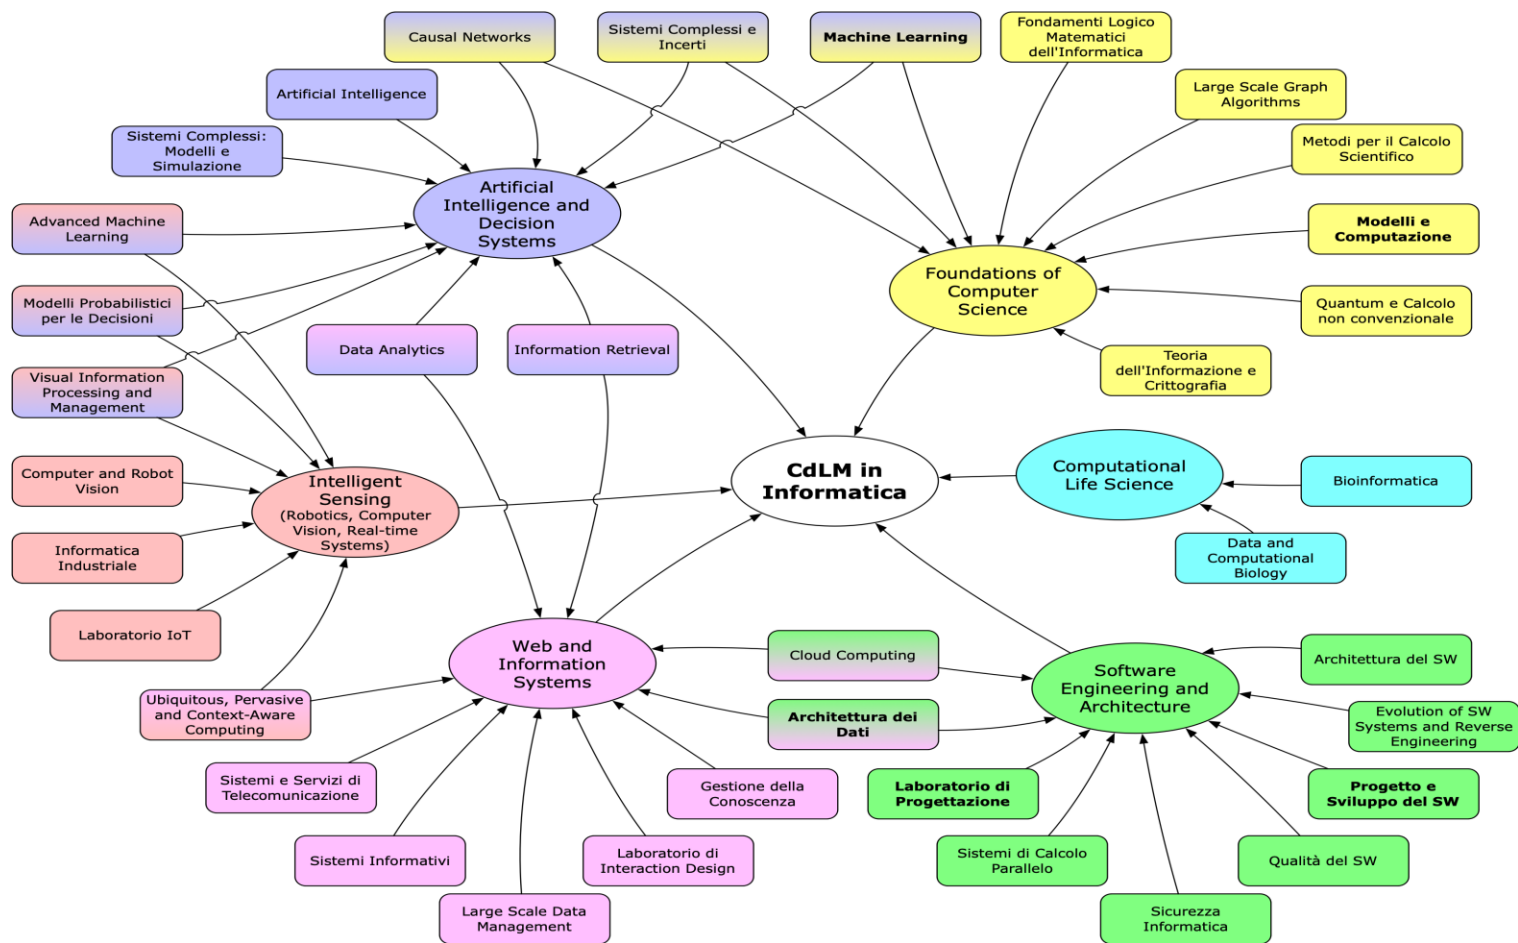 Causal Networks
Sistemi Complessi e
Incerti
Machine Learning
Fondamenti Logico
Matematici
dell'Informatica
Artificial Intelligence
Large Scale Graph
Algorithms
Sistemi Complessi:
Modelli e
Simulazione
Metodi per il Calcolo
Scientifico
Artificial
Intelligence and
Decision
Systems
Advanced Machine
Learning
Modelli e
Computazione
Foundations of
Computer
Science
Modelli Probabilistici
per le Decisioni
Quantum e Calcolo
non convenzionale
Data Analytics
Information Retrieval
Teoria
dell'Informazione e
Crittografia
Visual Information
Processing and
Management
CdLM in
Informatica
Computational
Life Science
Bioinformatica
Computer and Robot
Vision
Intelligent
Sensing
(Robotics, Computer
Vision, Real-time
Systems)
Informatica
Industriale
Data and
Computational
Biology
Laboratorio IoT
Web and
Information
Systems
Cloud Computing
Software
Engineering and
Architecture
Architettura del SW
Ubiquitous, Pervasive
and Context-Aware
Computing
Architettura dei
Dati
Evolution of SW
Systems and Reverse
Engineering
Sistemi e Servizi di
Telecomunicazione
Gestione della
Conoscenza
Laboratorio di
Progettazione
Progetto e
Sviluppo del SW
Sistemi Informativi
Laboratorio di
Interaction Design
Sistemi di Calcolo
Parallelo
Qualità del SW
Large Scale Data
Management
Sicurezza
Informatica